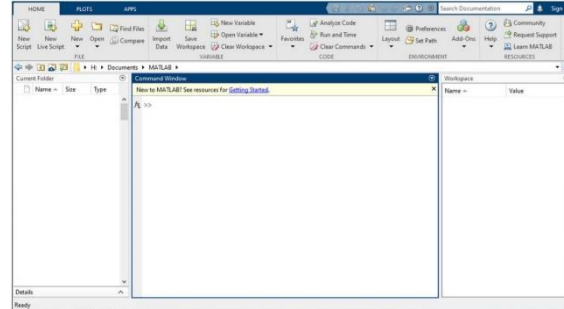 HOME PLOTS APPS
Search Documentation Sign
New Script
New Live Script
New
Open
Find Files
Compare
Import Data
Save Workspace
New Variable
Open Variable
Clear Workspace
Favorites
Analyze Code
Run and Time
Clear Commands
Layout
Preferences
Set Path
Add-Ons
Help
Community
Request Support
Learn MATLAB
FILE VARIABLE CODE ENVIRONMENT RESOURCES
H: Documents MATLAB
Current Folder
Name Size Type
Command Window
New to MATLAB? See resources for Getting Started.
fx >>
Workspace
Name Value
Details
Ready